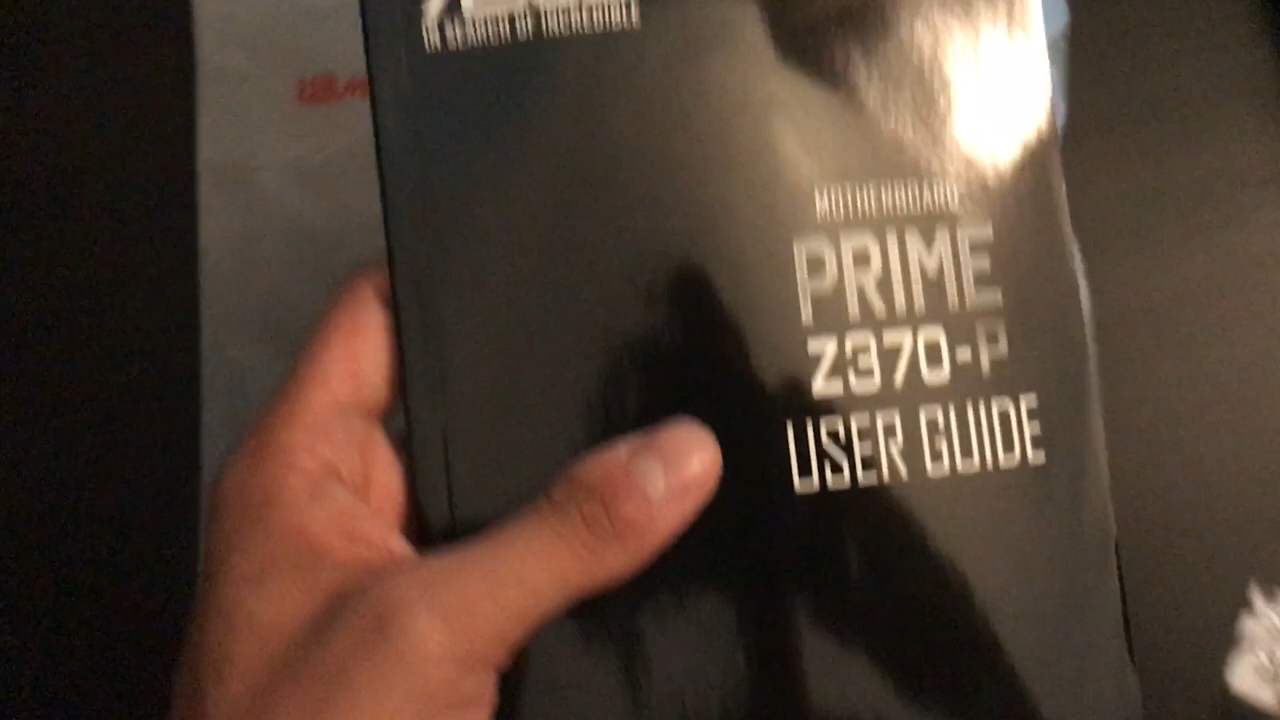 IN SEARCH OF INCREDIBLE
MOTHERBOARD
PRIME
Z370-P
USER GUIDE